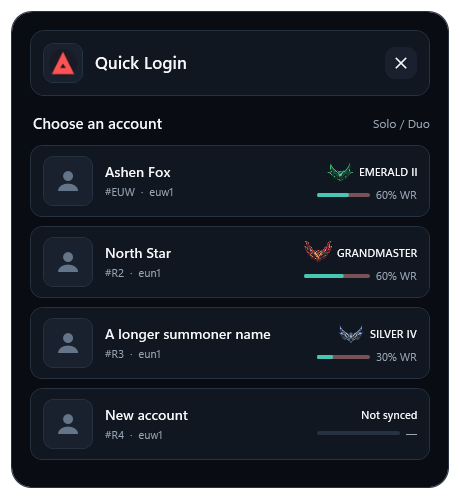 Quick Login
Choose an account
Solo / Duo
Ashen Fox
#EUW · euw1
EMERALD II
60% WR
North Star
#R2 · eun1
GRANDMASTER
60% WR
A longer summoner name
#R3 · eun1
SILVER IV
30% WR
New account
#R4 · euw1
Not synced
—